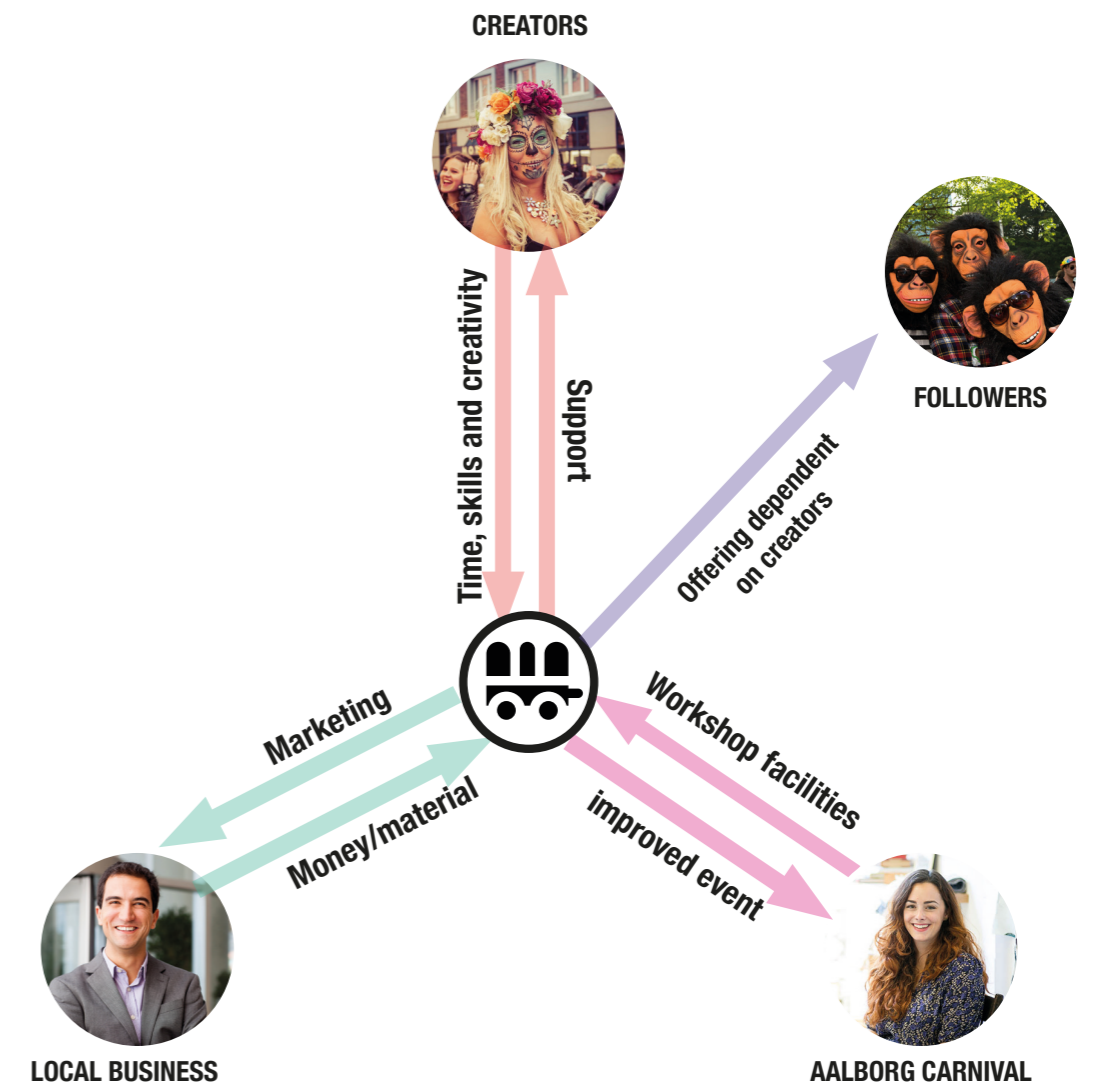 CREATORS
Time, skills and creativity
Support
FOLLOWERS
Offering dependent
on creators
Marketing
Money/material
Workshop facilities
improved event
LOCAL BUSINESS
AALBORG CARNIVAL